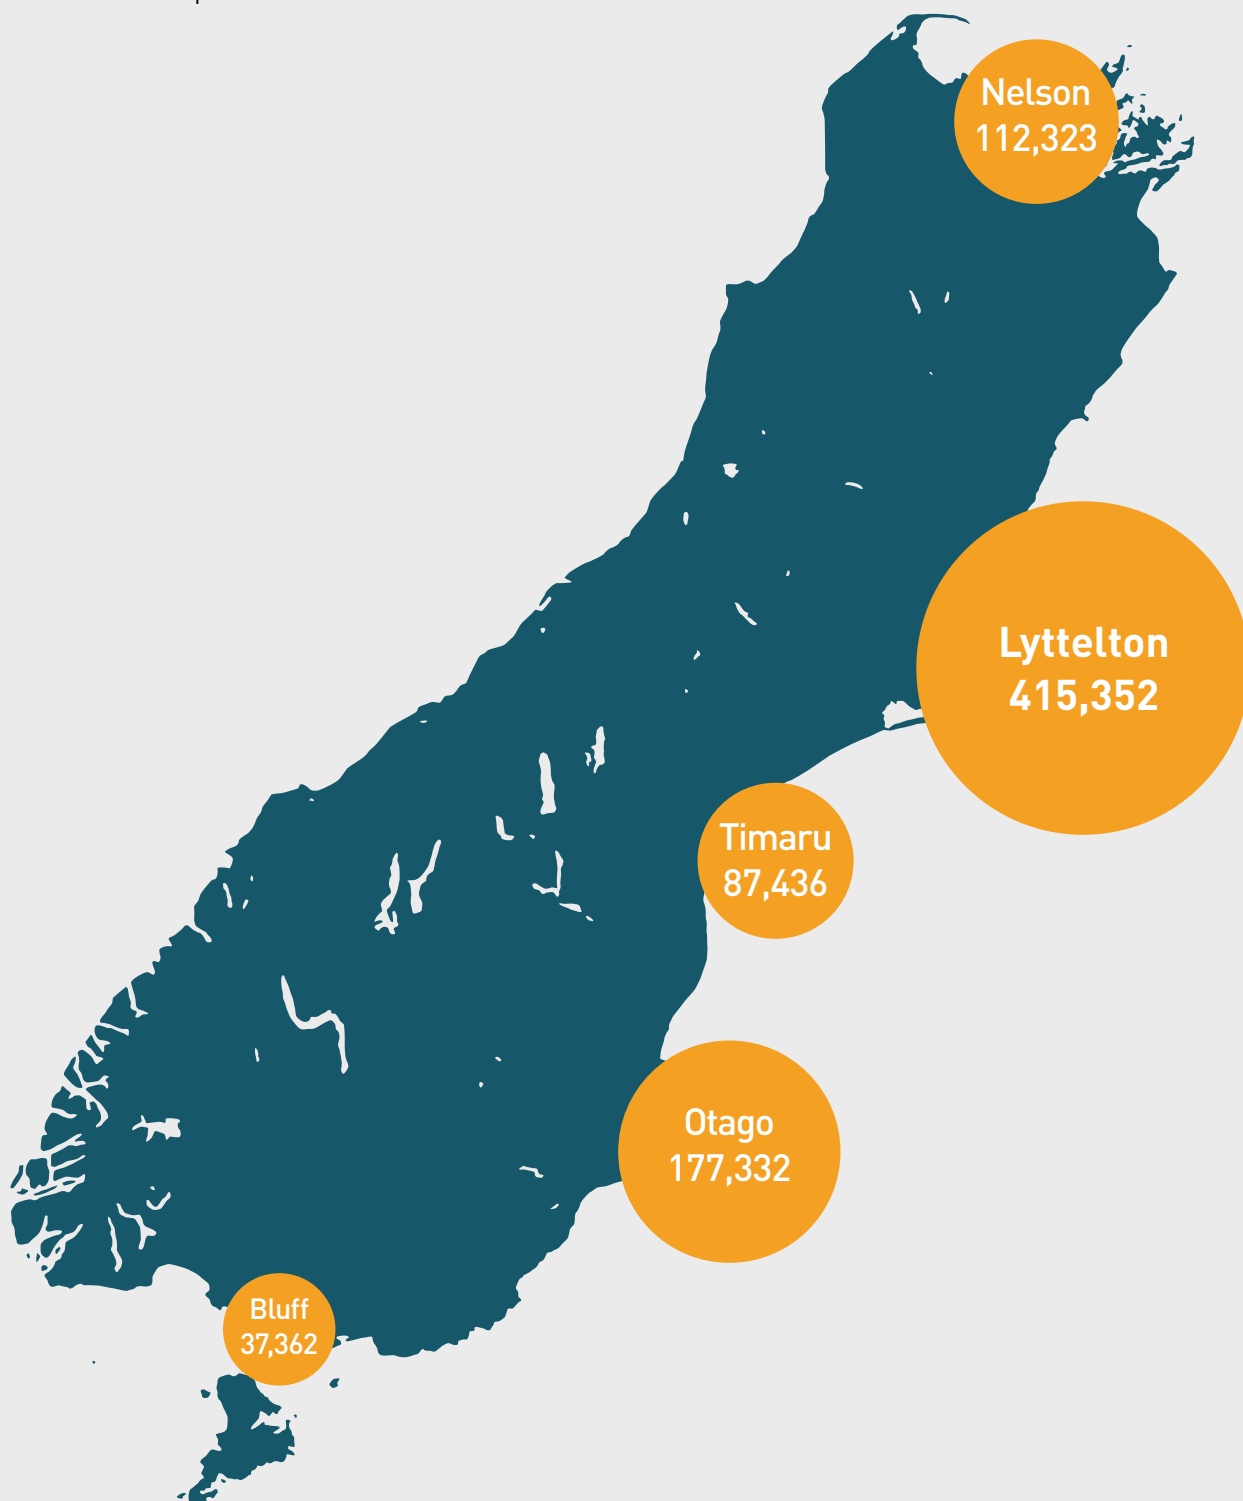 Nelson
112,323
Lyttelton
415,352
Timaru
87,436
Otago
177,332
Bluff
37,362